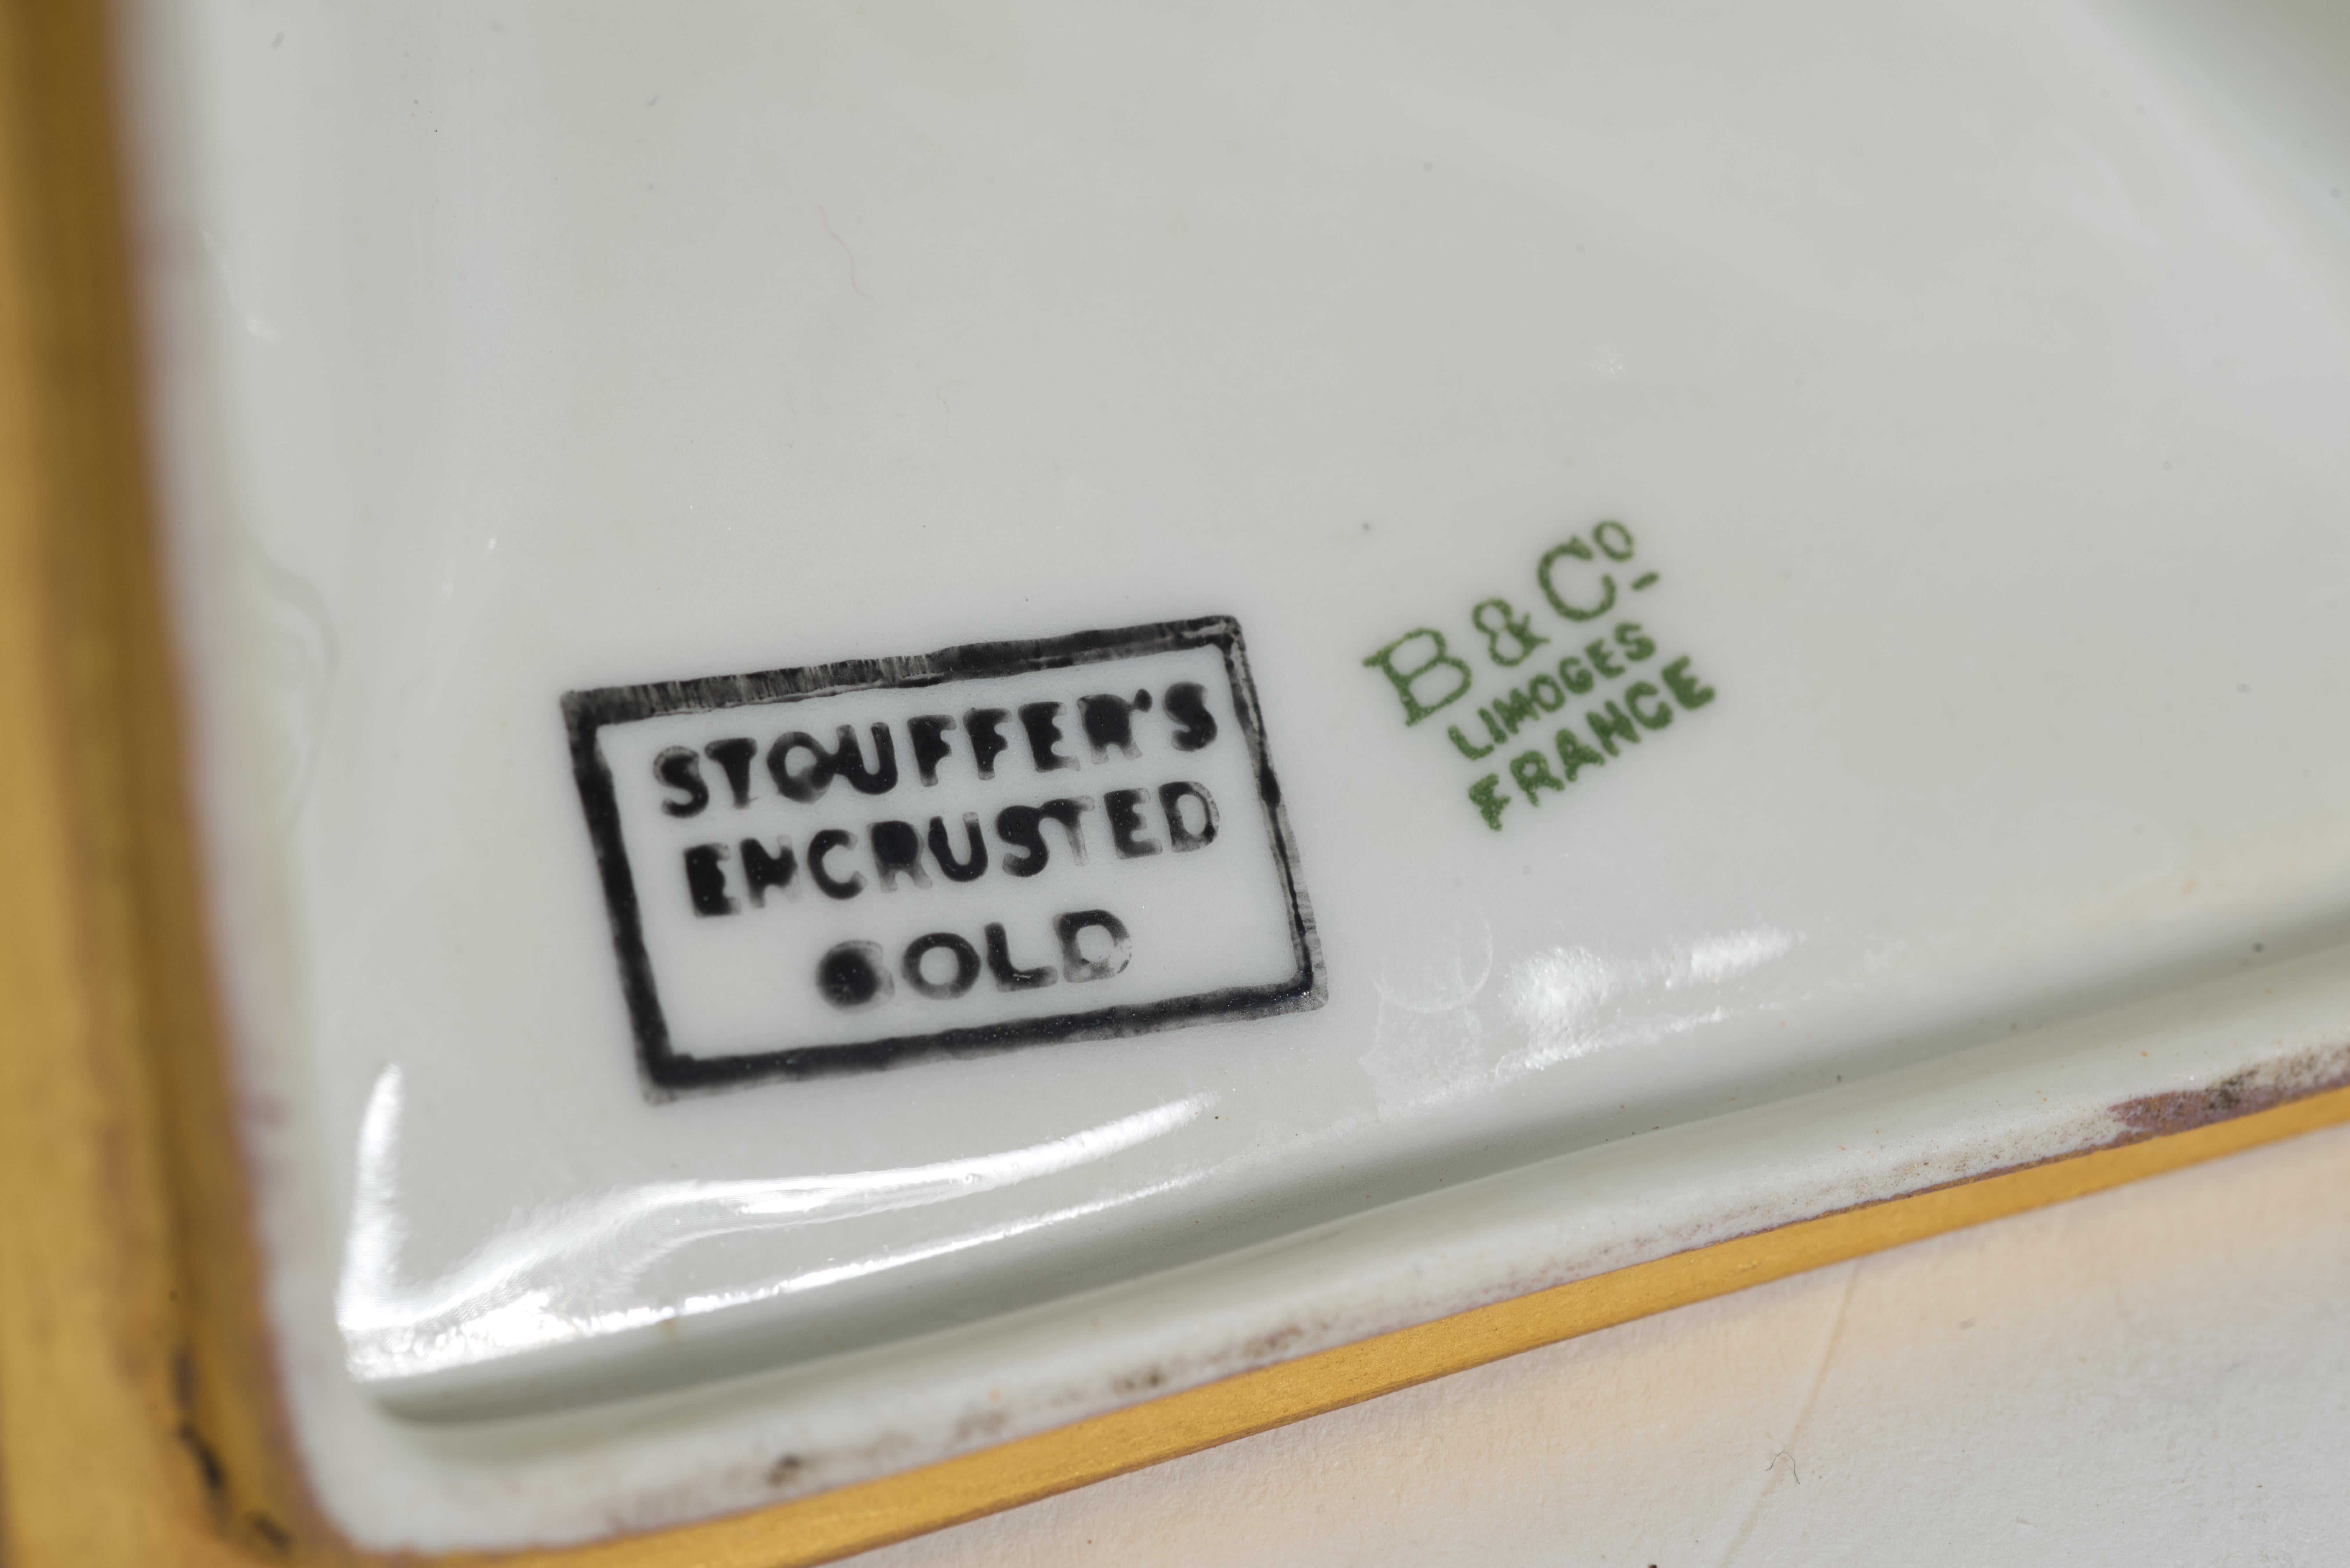 STOUFFER'S
ENCRUSTED
GOLD
B & Co
LIMOGES
FRANCE